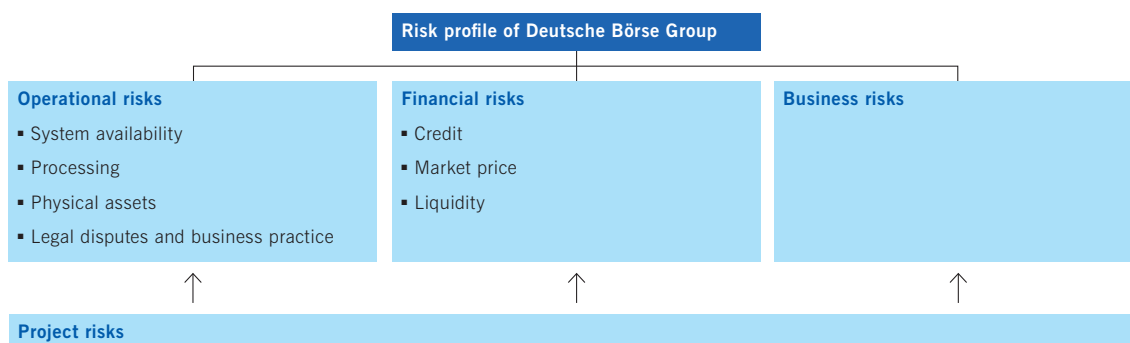 Risk profile of Deutsche Börse Group
Operational risks
▪ System availability
▪ Processing
▪ Physical assets
▪ Legal disputes and business practice
Financial risks
▪ Credit
▪ Market price
▪ Liquidity
Business risks
Project risks